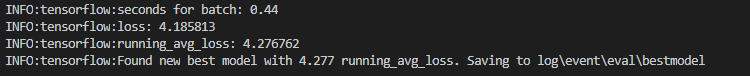 INFO:tensorflow:seconds for batch: 0.44
INFO:tensorflow:loss: 4.185813
INFO:tensorflow:running_avg_loss: 4.276762
INFO:tensorflow:Found new best model with 4.277 running_avg_loss. Saving to log\event\eval\bestmodel